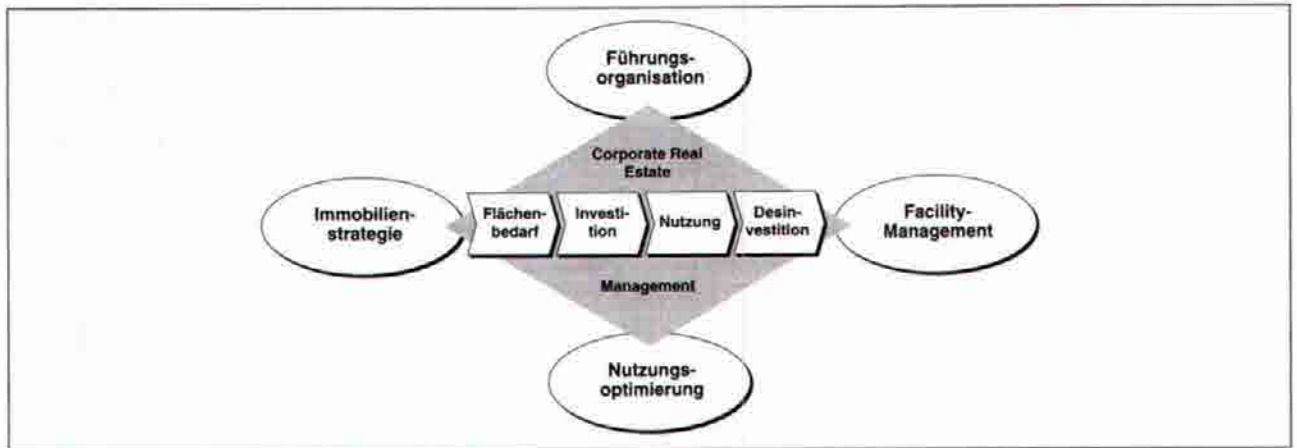 Führungs-
organisation
Corporate Real
Estate
Immobilien-
strategie
Flächen-
bedarf
Investi-
tion
Nutzung
Desin-
vestition
Facility-
Management
Management
Nutzungs-
optimierung